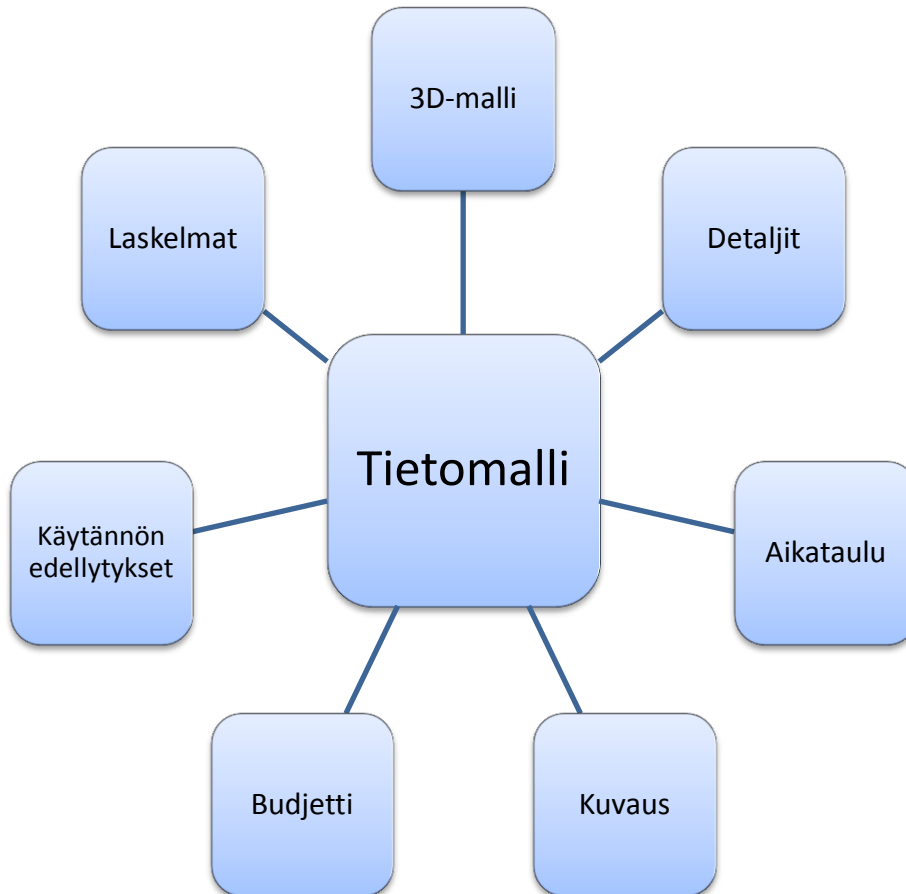 3D-malli
Laskelmat
Detaljit
Tietomalli
Käytännön
edellytykset
Aikataulu
Budjetti
Kuvaus